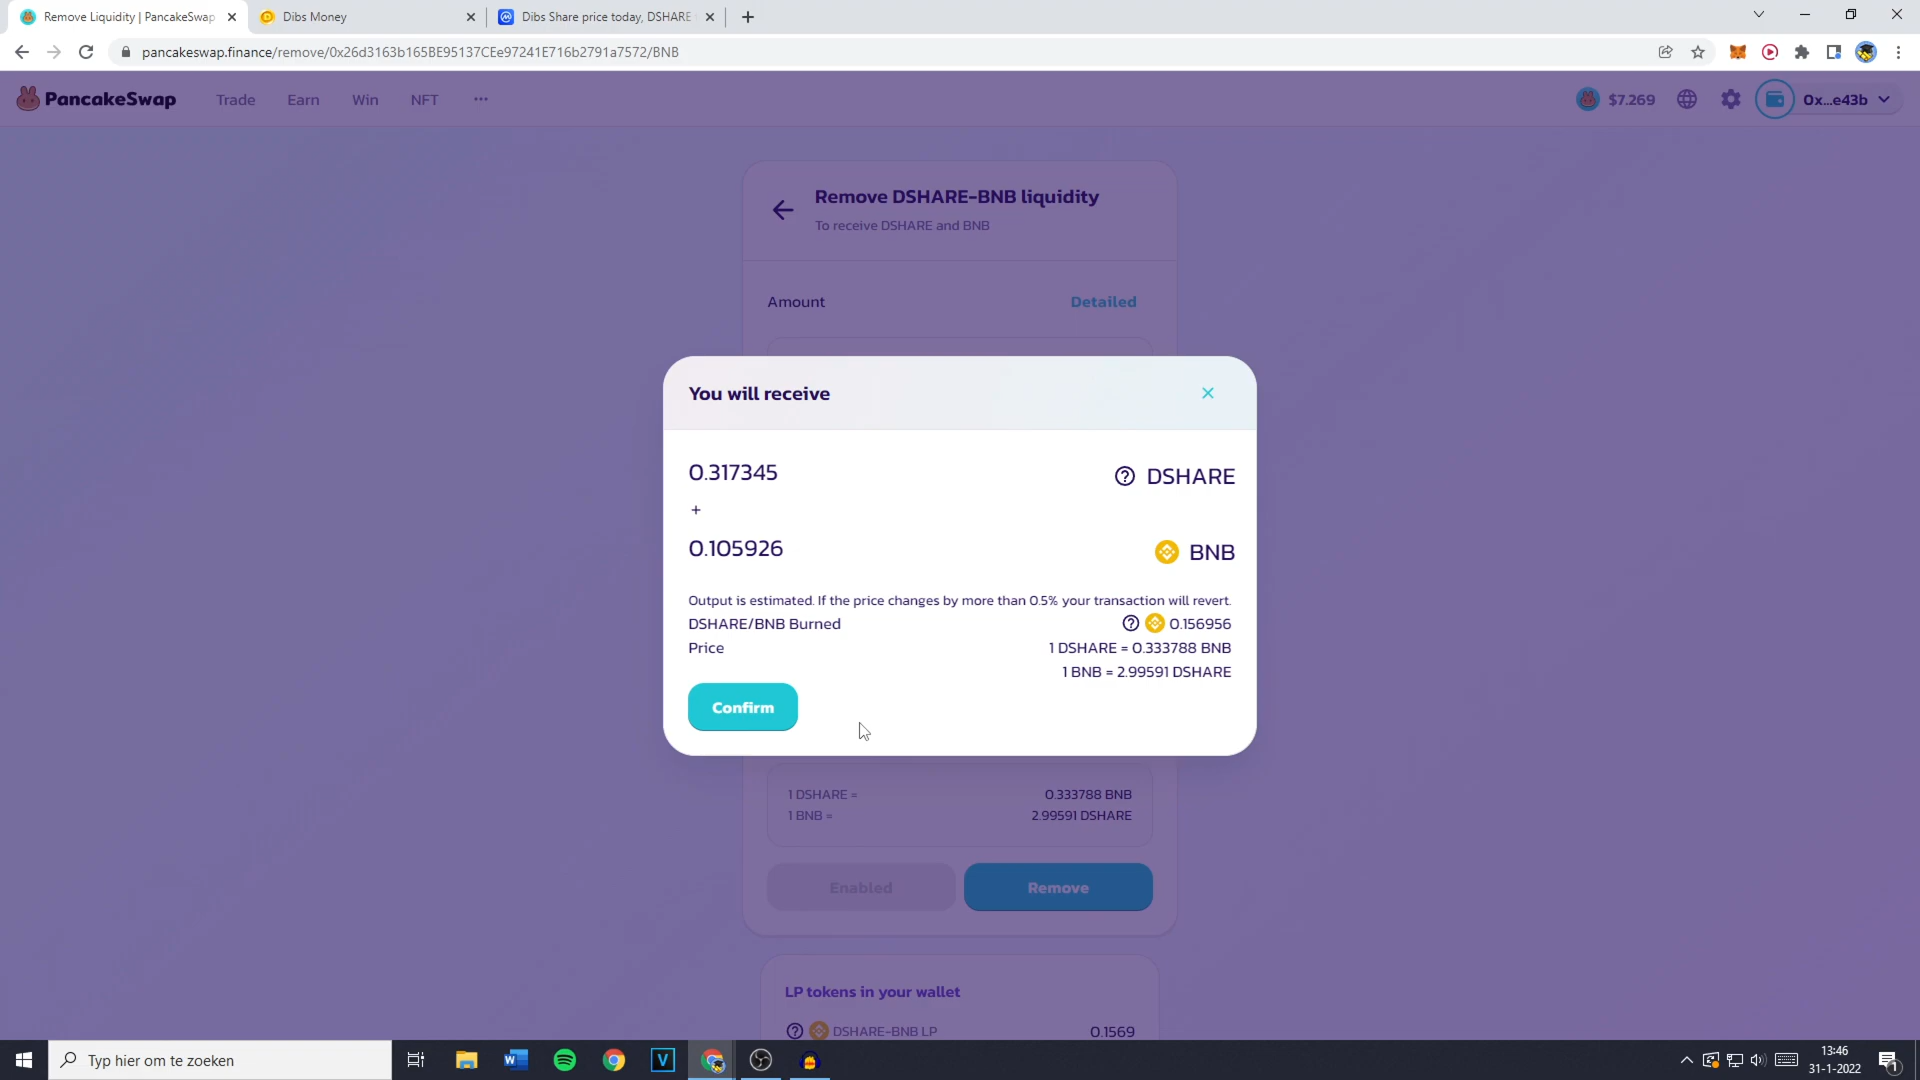 Remove Liquidity | PancakeSwap
Dibs Money
Dibs Share price today, DSHARE
pancakeswap.finance/remove/0x26d3163b165BE95137CEe97241E716b2791a7572/BNB
PancakeSwap
Trade
Earn
Win
NFT
$7.269
0x...e43b
Remove DSHARE-BNB liquidity
To receive DSHARE and BNB
Amount
Detailed
You will receive
0.317345
DSHARE
+
0.105926
BNB
Output is estimated. If the price changes by more than 0.5% your transaction will revert.
DSHARE/BNB Burned
0.156956
Price
1 DSHARE = 0.333788 BNB
1 BNB = 2.99591 DSHARE
Confirm
1 DSHARE =
0.333788 BNB
1 BNB =
2.99591 DSHARE
Enabled
Remove
LP tokens in your wallet
DSHARE-BNB LP
0.1569
Typ hier om te zoeken
13:46
31-1-2022
1